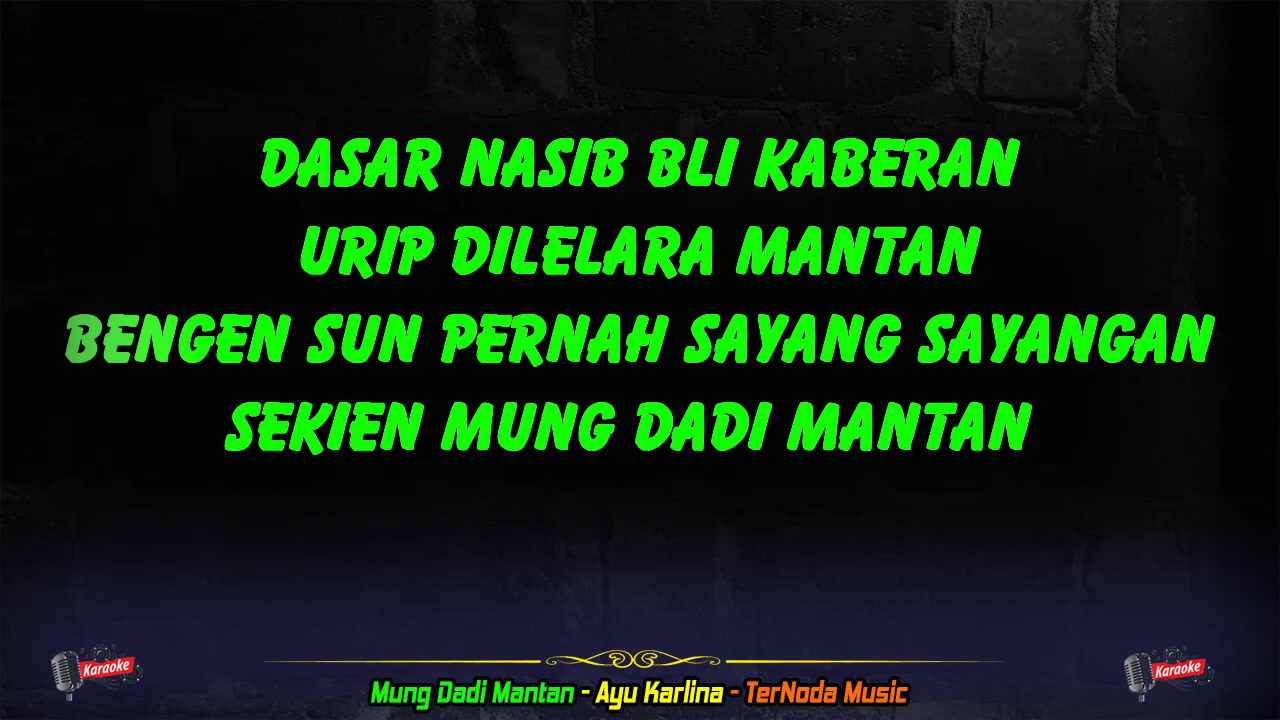 DASAR NASIB BLI KABERAN
URIP DILELARA MANTAN
BENGEN SUN PERNAH SAYANG SAYANGAN
SEKIEN MUNG DADI MANTAN
Karaoke
Karaoke
Mung Dadi Mantan - Ayu Karlina - TerNoda Music